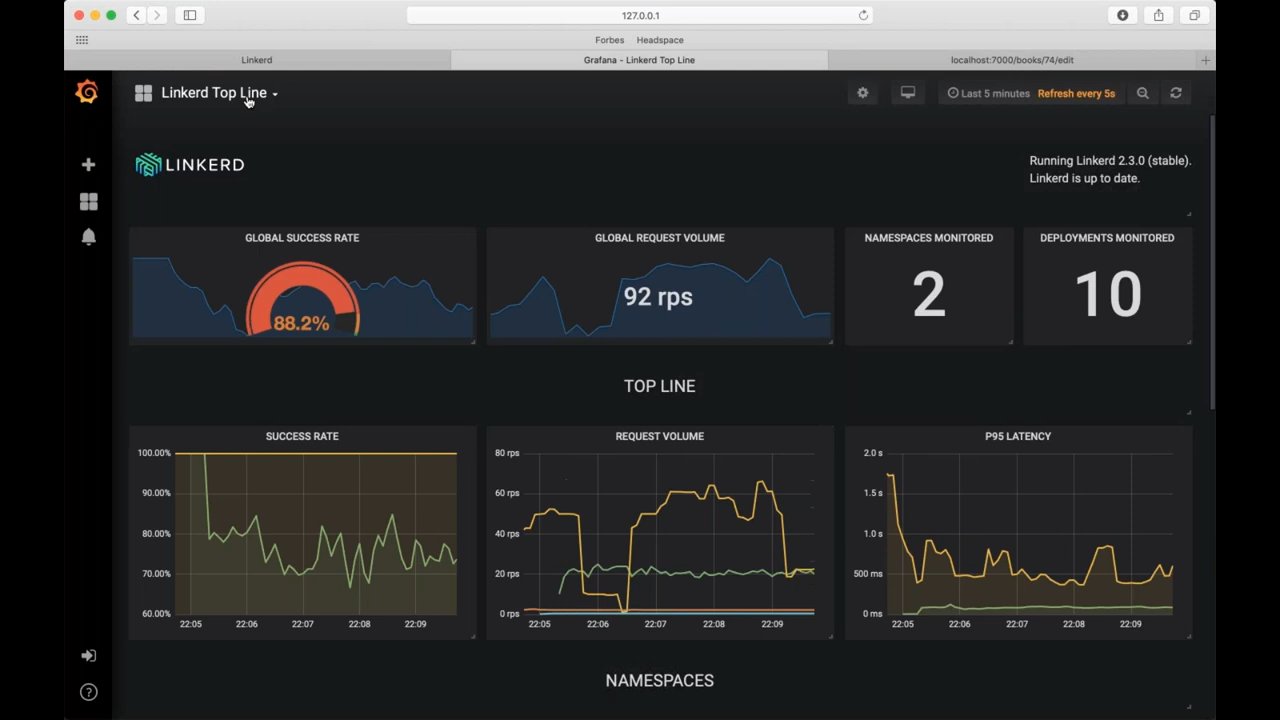 127.0.0.1
Forbes Headspace
Linkerd
Grafana - Linkerd Top Line
localhost:7000/books/74/edit
Linkerd Top Line
Last 5 minutes Refresh every 5s
LINKERD
Running Linkerd 2.3.0 (stable).
Linkerd is up to date.
GLOBAL SUCCESS RATE
88.2%
GLOBAL REQUEST VOLUME
92 rps
NAMESPACES MONITORED
2
DEPLOYMENTS MONITORED
10
TOP LINE
SUCCESS RATE
100.00%
90.00%
80.00%
70.00%
60.00%
22:05 22:06 22:07 22:08 22:09
REQUEST VOLUME
80 rps
60 rps
40 rps
20 rps
0 rps
22:05 22:06 22:07 22:08 22:09
P95 LATENCY
2.0 s
1.5 s
1.0 s
500 ms
0 ms
22:05 22:06 22:07 22:08 22:09
NAMESPACES